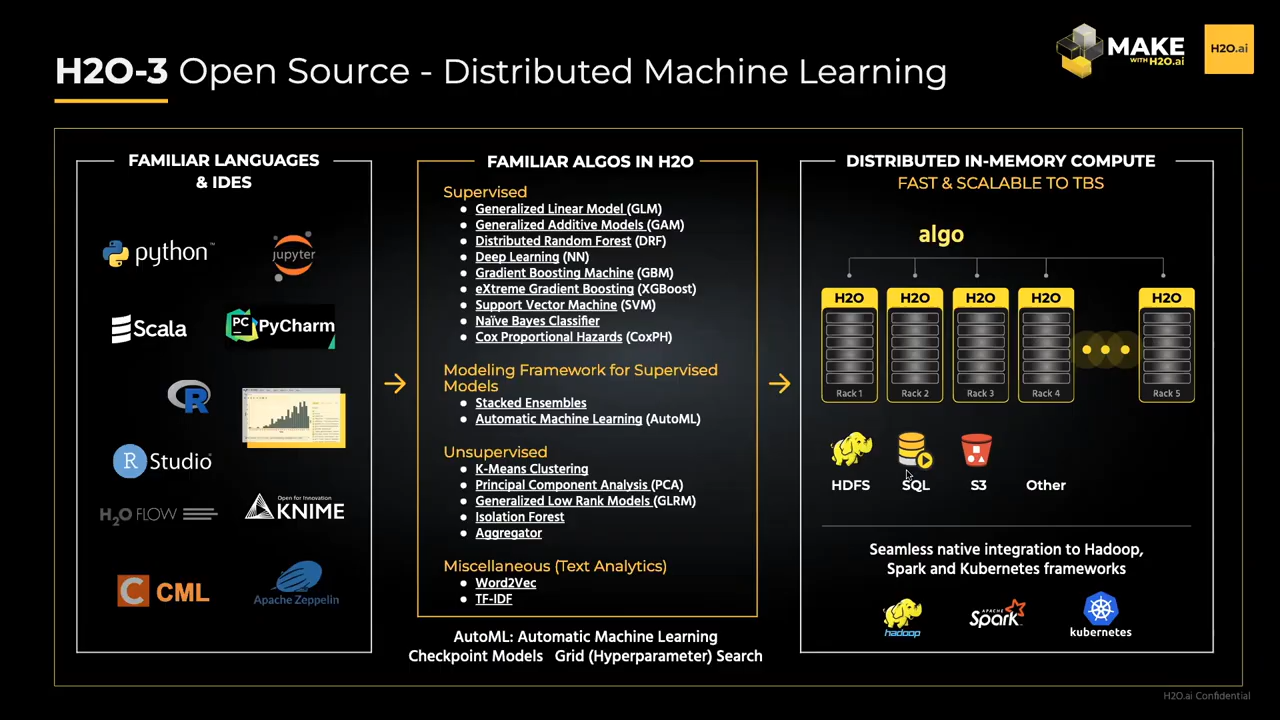 H2O-3 Open Source - Distributed Machine Learning
MAKE
WITH H2O.ai
H2O.ai
FAMILIAR LANGUAGES
& IDES
python™
jupyter
Scala
PC
PyCharm
R
R Studio
H2O FLOW
Open for Innovation
KNIME
C CML
Apache Zeppelin
FAMILIAR ALGOS IN H2O
Supervised
• Generalized Linear Model (GLM)
• Generalized Additive Models (GAM)
• Distributed Random Forest (DRF)
• Deep Learning (NN)
• Gradient Boosting Machine (GBM)
• eXtreme Gradient Boosting (XGBoost)
• Support Vector Machine (SVM)
• Naïve Bayes Classifier
• Cox Proportional Hazards (CoxPH)
Modeling Framework for Supervised
Models
• Stacked Ensembles
• Automatic Machine Learning (AutoML)
Unsupervised
• K-Means Clustering
• Principal Component Analysis (PCA)
• Generalized Low Rank Models (GLRM)
• Isolation Forest
• Aggregator
Miscellaneous (Text Analytics)
• Word2Vec
• TF-IDF
AutoML: Automatic Machine Learning
Checkpoint Models Grid (Hyperparameter) Search
DISTRIBUTED IN-MEMORY COMPUTE
FAST & SCALABLE TO TBS
algo
H2O H2O H2O H2O H2O
Rack 1 Rack 2 Rack 3 Rack 4 Rack 5
HDFS SQL S3 Other
Seamless native integration to Hadoop,
Spark and Kubernetes frameworks
hadoop
APACHE
Spark
kubernetes
H2O.ai Confidential